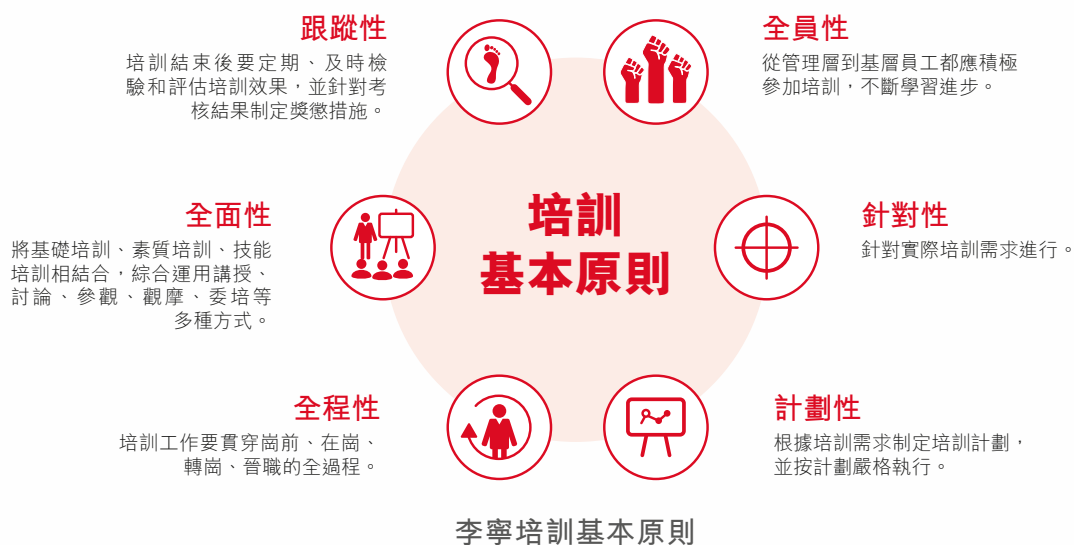 跟蹤性
培訓結束後要定期、及時檢
驗和評估培訓效果，並針對考
核結果制定獎懲措施。
全員性
從管理層到基層員工都應積極
參加培訓，不斷學習進步。
全面性
將基礎培訓、素質培訓、技能
培訓相結合，綜合運用講授、
討論、參觀、觀摩、委培等
多種方式。
培訓
基本原則
針對性
針對實際培訓需求進行。
全程性
培訓工作要貫穿崗前、在崗、
轉崗、晉職的全過程。
計劃性
根據培訓需求制定培訓計劃，
並按計劃嚴格執行。
李寧培訓基本原則